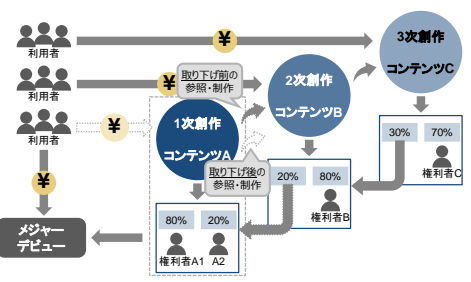 利用者
利用者
利用者
¥
¥
¥
¥
取り下げ前の
参照・制作
1次創作
コンテンツA
2次創作
コンテンツB
3次創作
コンテンツC
取り下げ後の
参照・制作
30%
70%
権利者C
20%
80%
権利者B
80%
20%
権利者A1
A2
メジャー
デビュー